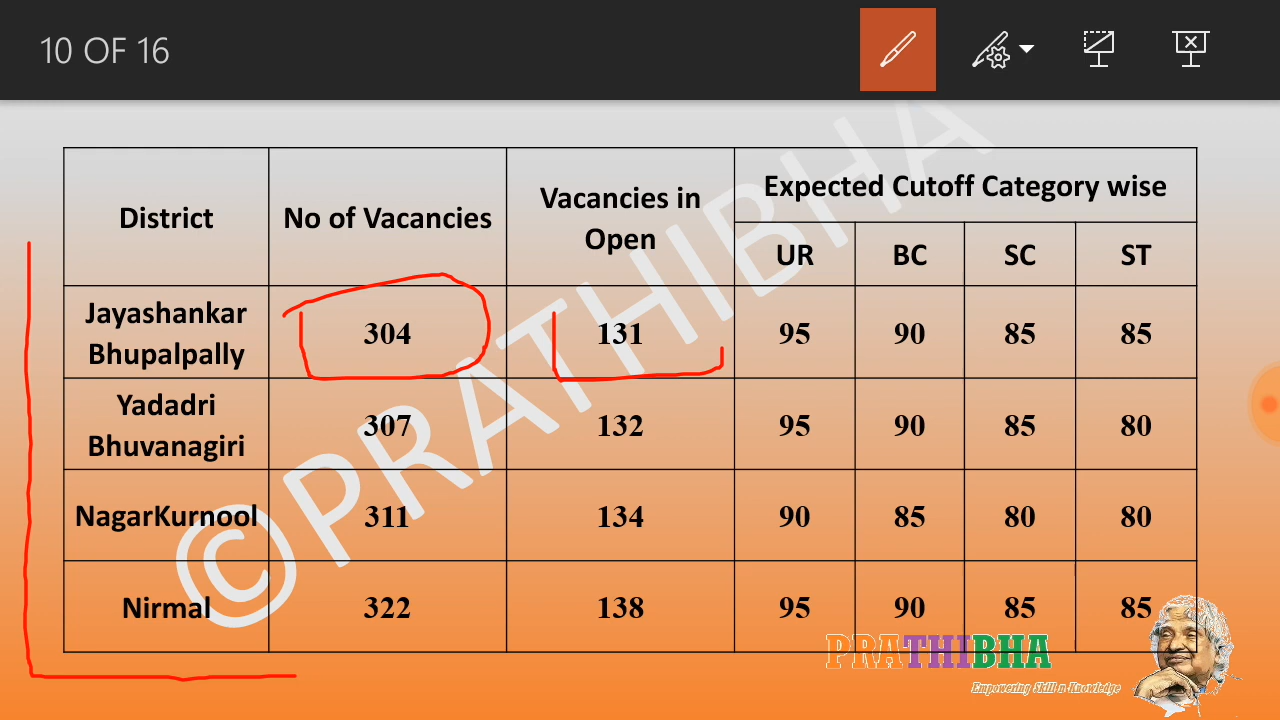 10 OF 16
District No of Vacancies Vacancies in Open Expected Cutoff Category wise
UR BC SC ST
Jayashankar Bhupalpally 304 131 95 90 85 85
Yadadri Bhuvanagiri 307 132 95 90 85 80
NagarKurnool 311 134 90 85 80 80
Nirmal 322 138 95 90 85 85
©PRATHIBHA
PRATHIBHA
Empowering Skill n Knowledge